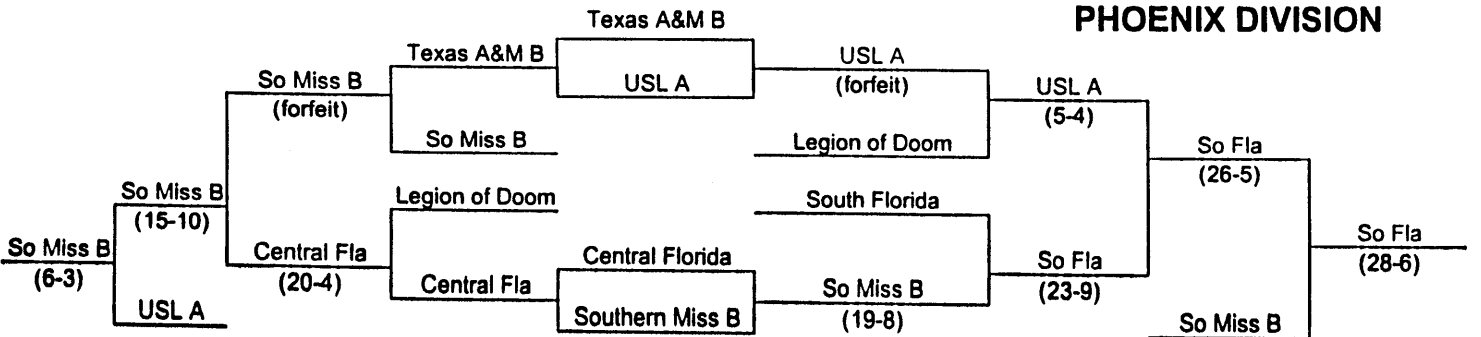 PHOENIX DIVISION
Texas A&M B
Texas A&M B
USL A
So Miss B
USL A
USL A
(forfeit)
(forfeit)
(5-4)
So Miss B
Legion of Doom
So Fla
(26-5)
So Miss B
Legion of Doom
South Florida
(15-10)
So Fla
So Miss B
Central Fla
Central Florida
So Fla
(28-6)
(6-3)
(20-4)
Central Fla
So Miss B
(23-9)
USL A
Southern Miss B
(19-8)
So Miss B